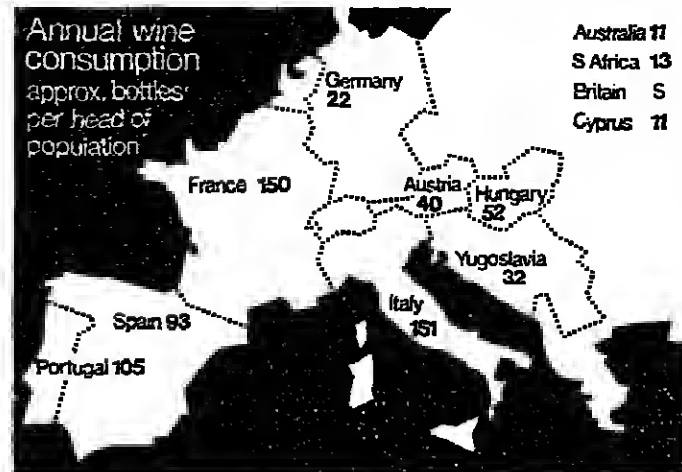 Annual wine
consumption
approx. bottles
per head of
population
Australia 11
S Africa 13
Britain S
Cyprus 11
Germany
22
France 150
Austria
40
Hungary
52
Yugoslavia
32
Italy
151
Spain 93
Portugal 105